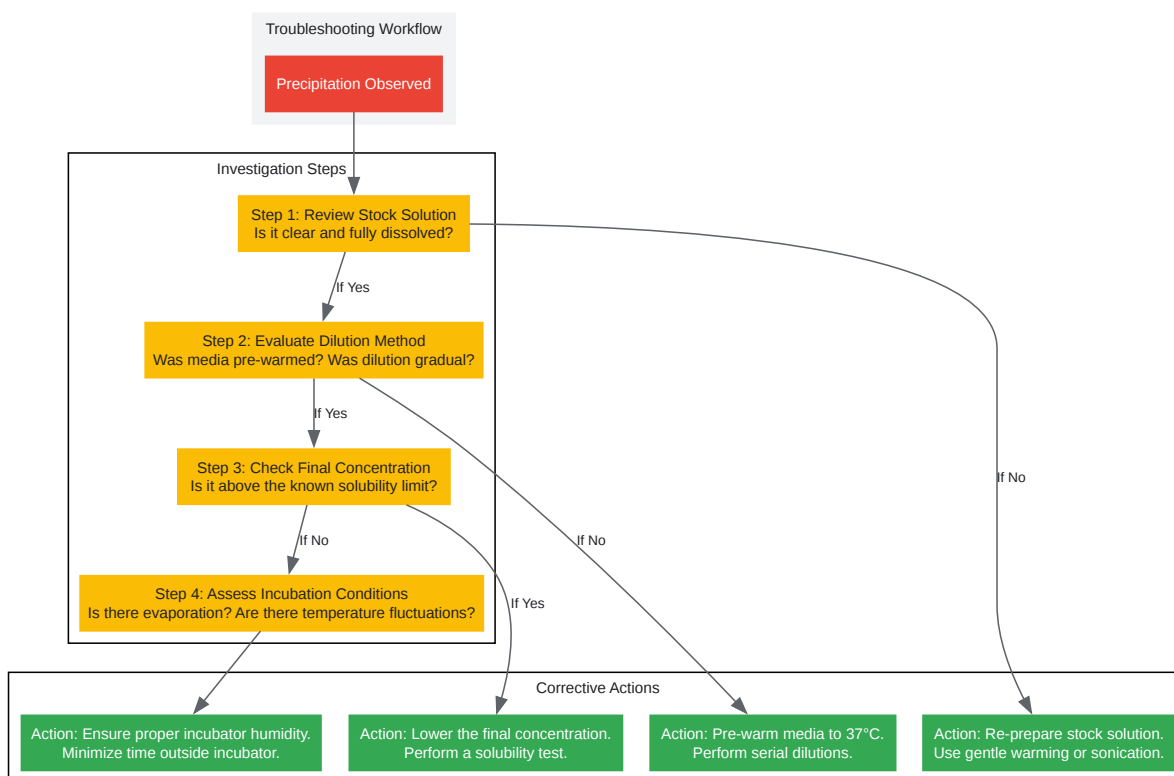 Troubleshooting Workflow
Precipitation Observed
Investigation Steps
Step 1: Review Stock Solution
Is it clear and fully dissolved?
If Yes
Step 2: Evaluate Dilution Method
Was media pre-warmed? Was dilution gradual?
If Yes
Step 3: Check Final Concentration
Is it above the known solubility limit?
If No
If No
If No
Step 4: Assess Incubation Conditions
Is there evaporation? Are there temperature fluctuations?
If Yes
Corrective Actions
Action: Ensure proper incubator humidity.
Minimize time outside incubator.
Action: Lower the final concentration.
Perform a solubility test.
Action: Pre-warm media to 37°C.
Perform serial dilutions.
Action: Re-prepare stock solution.
Use gentle warming or sonication.